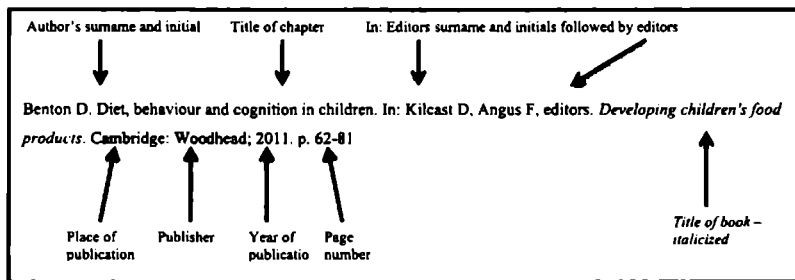 Author's surname and initial Title of chapter In: Editors surname and initials followed by editors
Benton D. Diet, behaviour and cognition in children. In: Kilcast D, Angus F, editors. Developing children's food
products. Cambridge: Woodhead; 2011. p. 62-81
Place of Publisher Year of Page
publication publicatio number
Title of book –
italicized